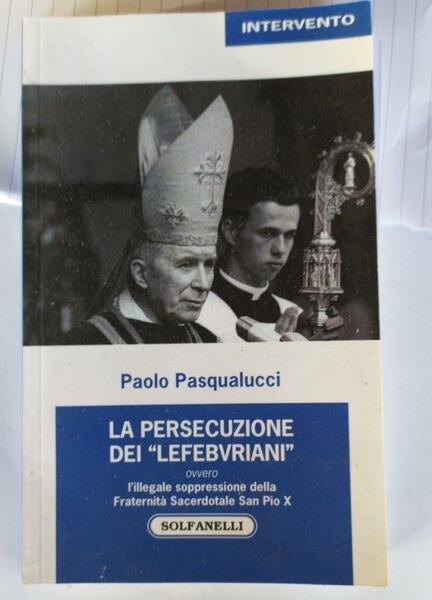 INTERVENTO
Paolo Pasqualucci
LA PERSECUZIONE
DEI “LEFEBVRIANI”
ovvero
l'illegale soppressione della
Fraternità Sacerdotale San Pio X
SOLFANELLI